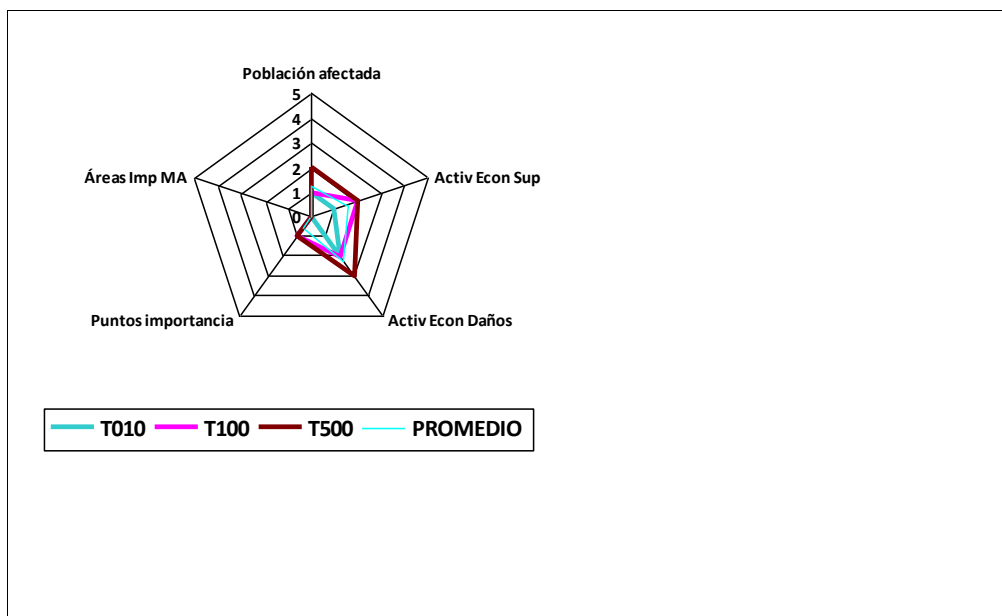 Población afectada
5
4
3
2
1
0
Áreas Imp MA
Activ Econ Sup
Puntos importancia
Activ Econ Daños
T010 T100 T500 PROMEDIO